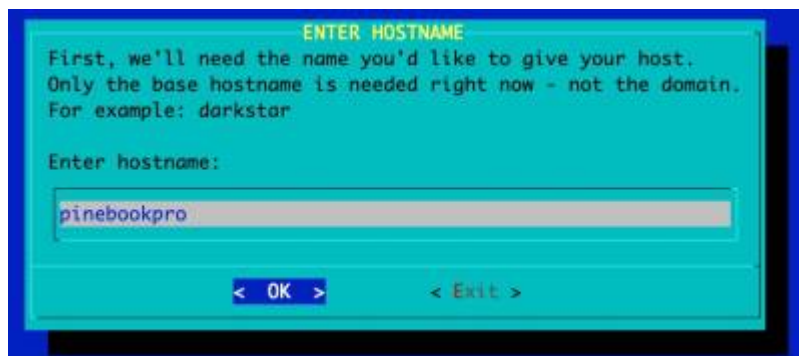 ENTER HOSTNAME
First, we'll need the name you'd like to give your host.
Only the base hostname is needed right now - not the domain.
For example: darkstar
Enter hostname:
pinebookpro
< OK > < Exit >